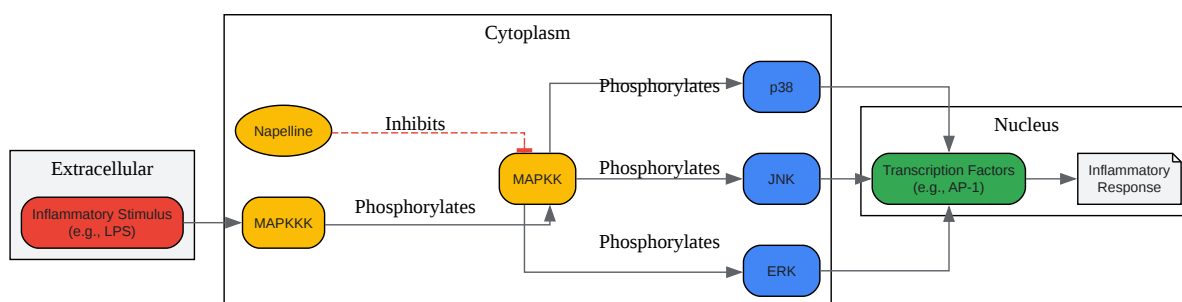 Extracellular
Inflammatory Stimulus
(e.g., LPS)
Cytoplasm
Napelline
Inhibits
MAPKKK
Phosphorylates
MAPKK
Phosphorylates
p38
Phosphorylates
JNK
Phosphorylates
ERK
Nucleus
Transcription Factors
(e.g., AP-1)
Inflammatory
Response